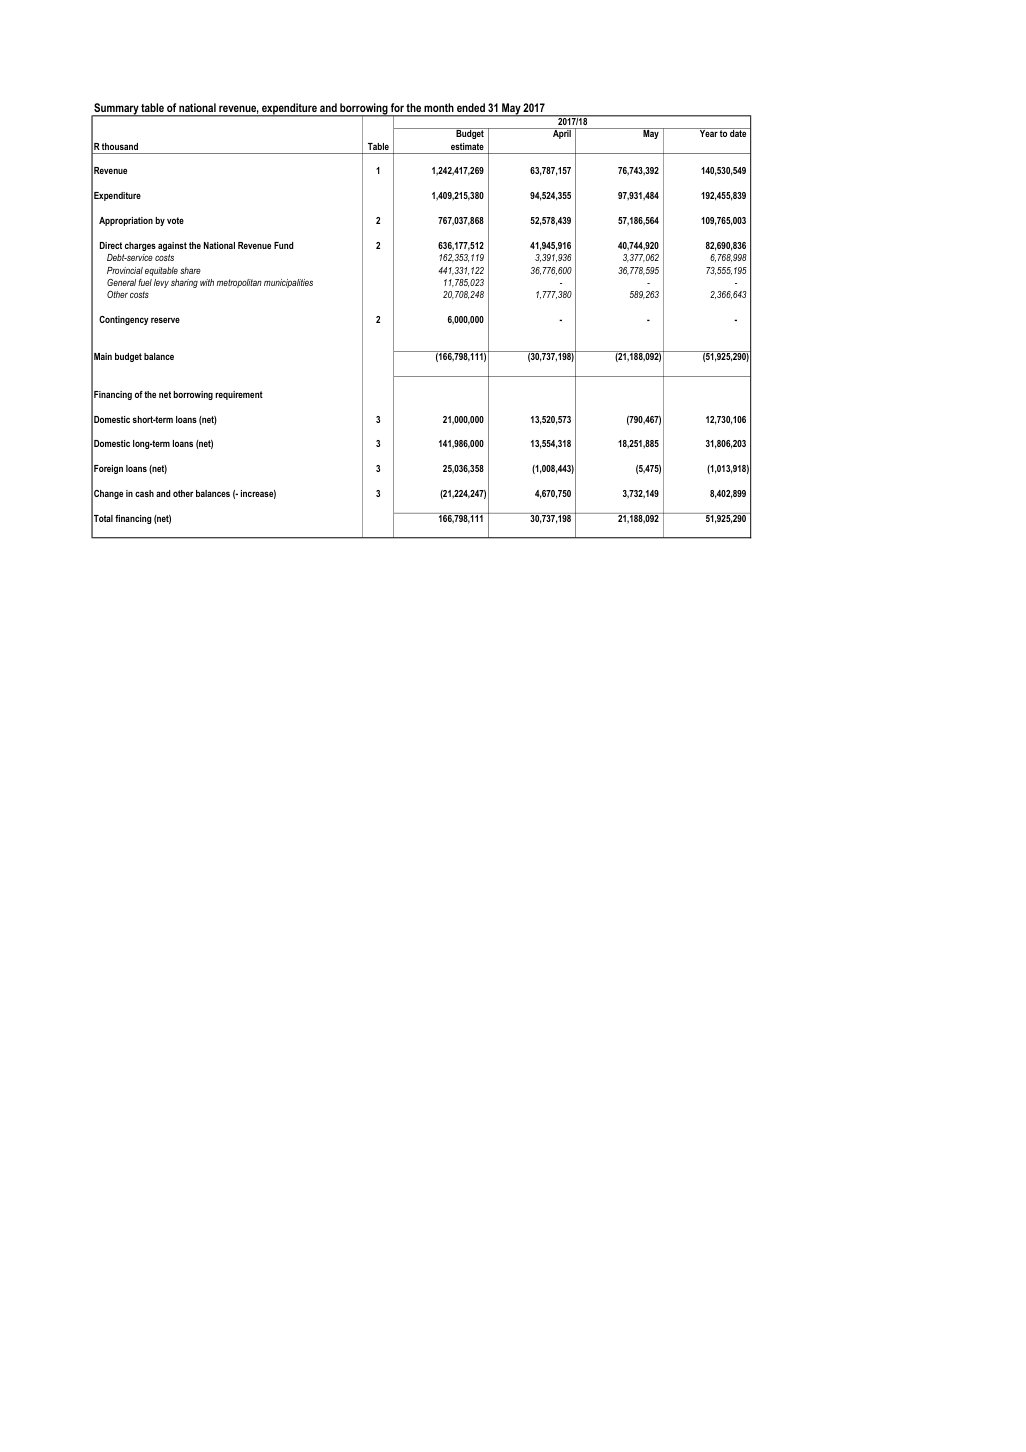 Summary table of national revenue, expenditure and borrowing for the month ended 31 May 2017
2017/18
Budget April May Year to date
R thousand Table estimate
Revenue 1 1,242,417,269 63,787,157 76,743,392 140,530,549
Expenditure 1,409,215,380 94,524,355 97,931,484 192,455,839
Appropriation by vote 2 767,037,868 52,578,439 57,186,564 109,765,003
Direct charges against the National Revenue Fund 2 636,177,512 41,945,916 40,744,920 82,690,836
Debt-service costs 162,353,119 3,391,936 3,377,062 6,768,998
Provincial equitable share 441,331,122 36,776,600 36,778,595 73,555,195
General fuel levy sharing with metropolitan municipalities 11,785,023 - - -
Other costs 20,708,248 1,777,380 589,263 2,366,643
Contingency reserve 2 6,000,000 - - -
Main budget balance (166,798,111) (30,737,198) (21,188,092) (51,925,290)
Financing of the net borrowing requirement
Domestic short-term loans (net) 3 21,000,000 13,520,573 (790,467) 12,730,106
Domestic long-term loans (net) 3 141,986,000 13,554,318 18,251,885 31,806,203
Foreign loans (net) 3 25,036,358 (1,008,443) (5,475) (1,013,918)
Change in cash and other balances (- increase) 3 (21,224,247) 4,670,750 3,732,149 8,402,899
Total financing (net) 166,798,111 30,737,198 21,188,092 51,925,290